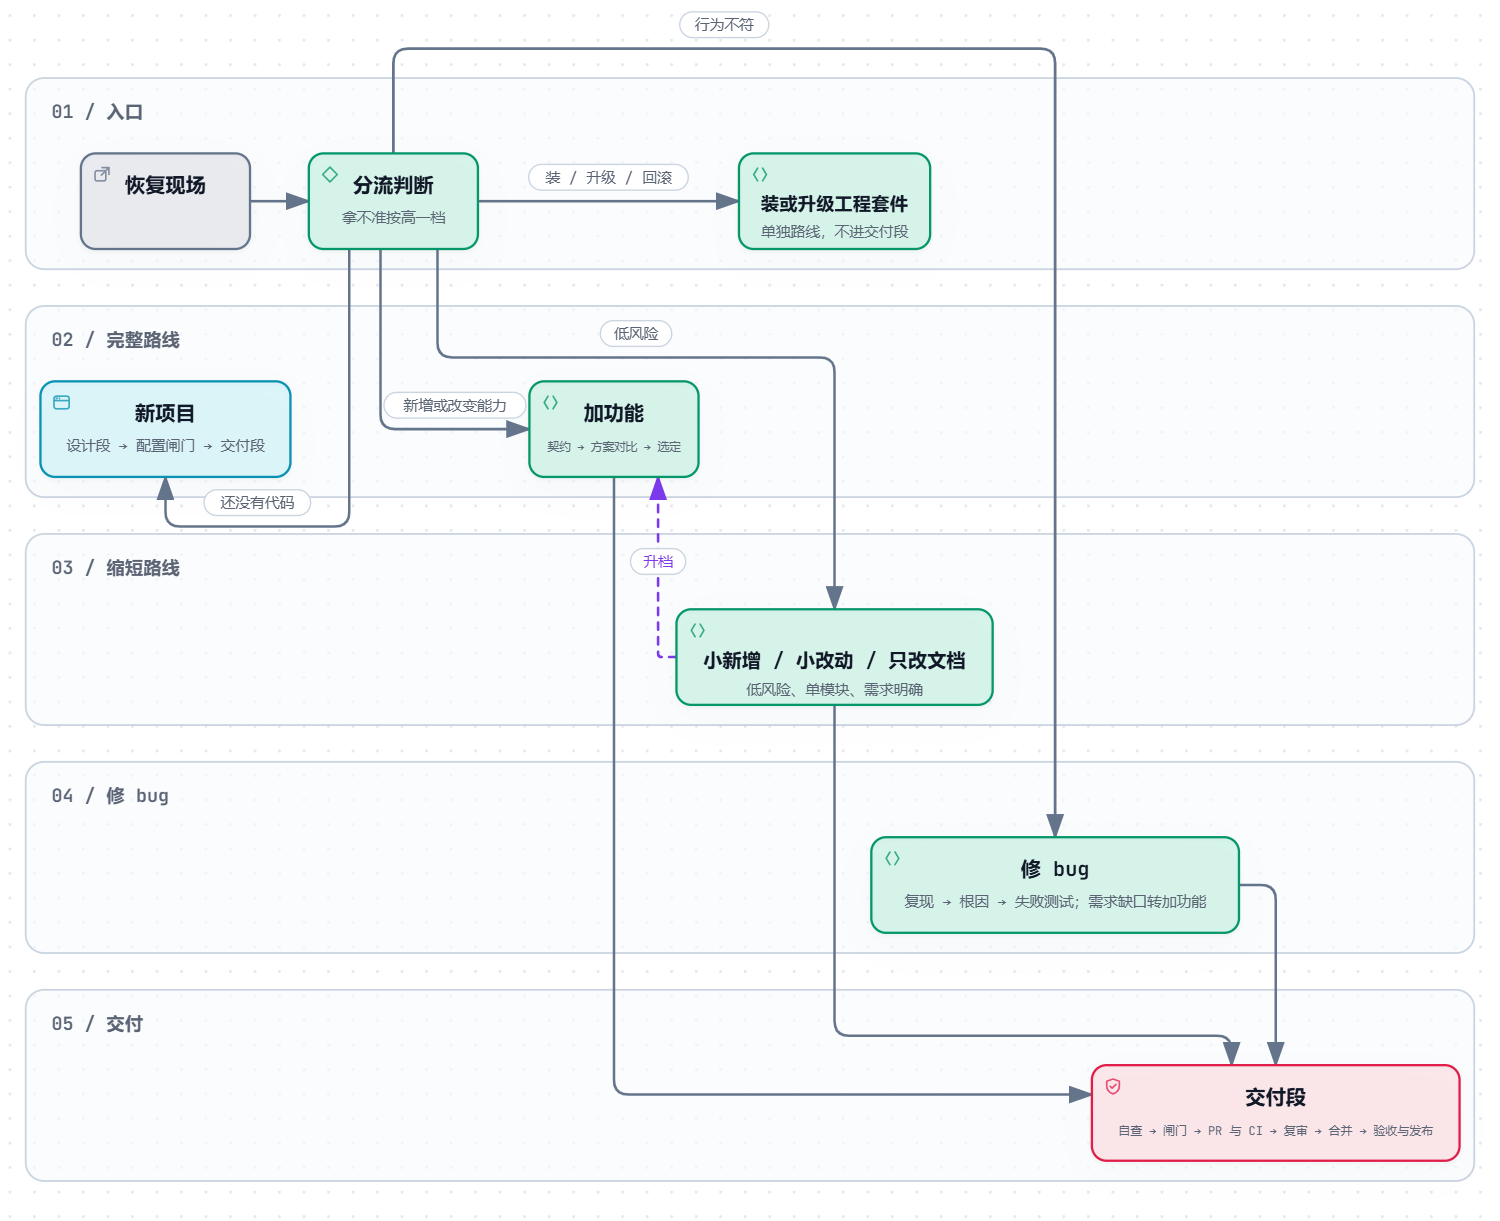 行为不符
01 / 入口
恢复现场
分流判断
拿不准按高一档
装 / 升级 / 回滚
装或升级工程套件
单独路线，不进交付段
02 / 完整路线
低风险
新项目
设计段 → 配置闸门 → 交付段
新增或改变能力
加功能
契约 → 方案对比 → 选定
还没有代码
03 / 缩短路线
升档
小新增 / 小改动 / 只改文档
低风险、单模块、需求明确
04 / 修 bug
修 bug
复现 → 根因 → 失败测试；需求缺口转加功能
05 / 交付
交付段
自查 → 闸门 → PR 与 CI → 复审 → 合并 → 验收与发布